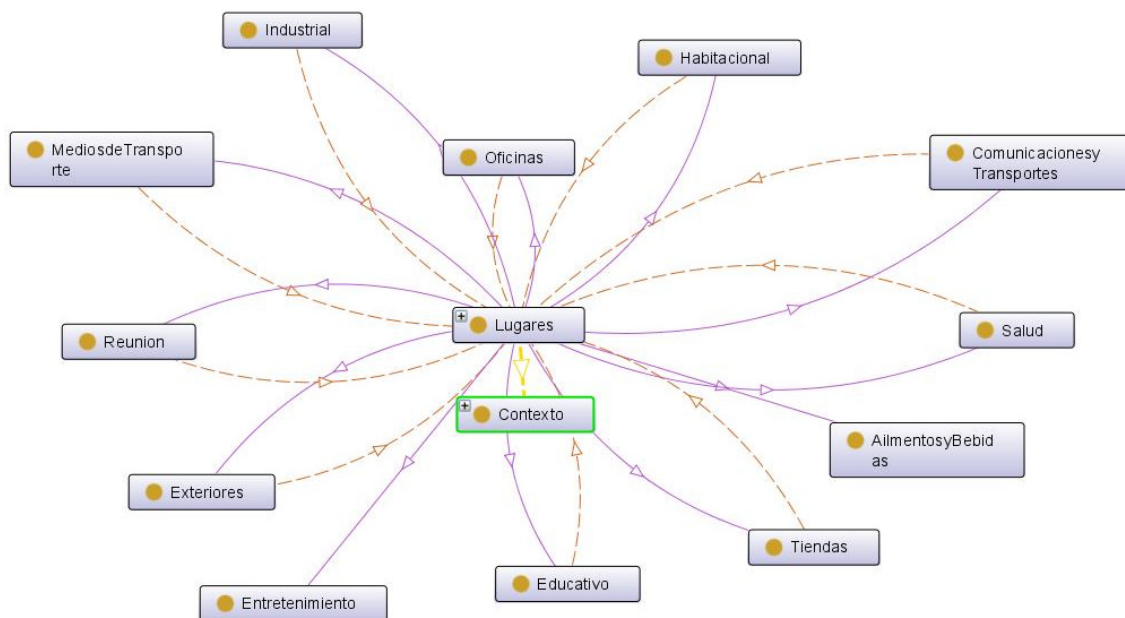 Industrial
Habitacional
MediosdeTranspo
rte
Oficinas
Comunicacionesy
Transportes
Lugares
Reunion
Salud
Contexto
AilmentosyBebid
as
Exteriores
Tiendas
Educativo
Entretenimiento